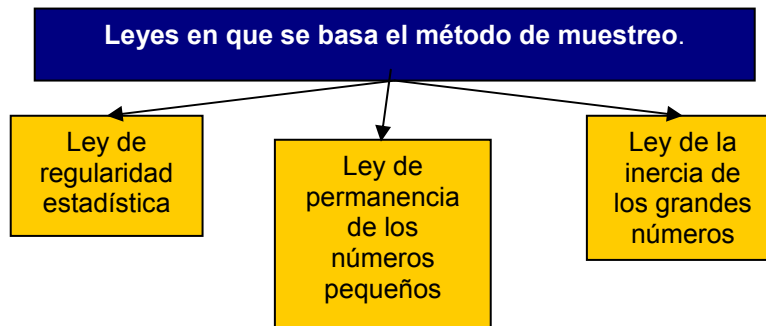 Leyes en que se basa el método de muestreo.
Ley de
regularidad
estadística
Ley de
permanencia
de los
números
pequeños
Ley de la
inercia de
los grandes
números